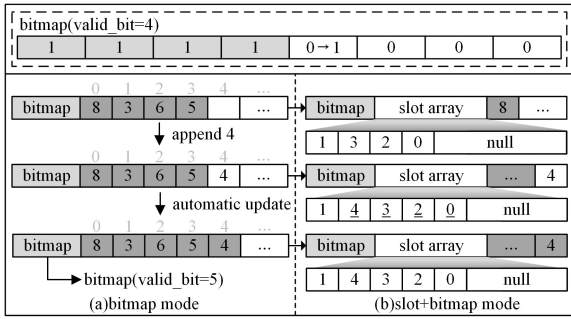 bitmap(valid_bit=4)
1 1 1 1 0→1 0 0 0
0 1 2 3 4 ...
bitmap 8 3 6 5 ... bitmap slot array 8 ...
1 3 2 0 null
append 4
0 1 2 3 4 ...
bitmap 8 3 6 5 4 ... bitmap slot array ... 4
1 4 3 2 0 null
automatic update
0 1 2 3 4 ...
bitmap 8 3 6 5 4 ... bitmap slot array ... 4
1 4 3 2 0 null
bitmap(valid_bit=5)
(a)bitmap mode (b)slot+bitmap mode